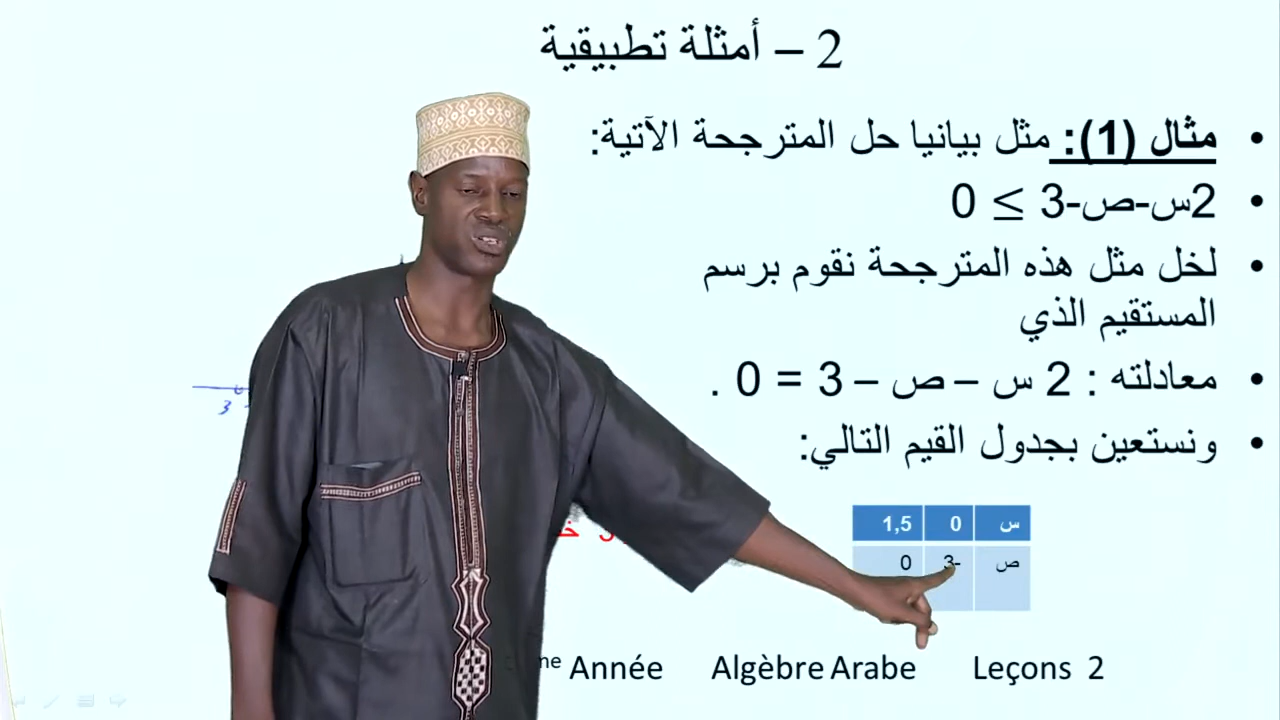 2 – أمثلة تطبيقية
• مثال (1): مثل بيانيا حل المترجحة الآتية:
• 2س-ص-3 ≤ 0
• لخل مثل هذه المترجحة نقوم برسم
المستقيم الذي
• معادلته : 2 س – ص – 3 = 0 .
• ونستعين بجدول القيم التالي:
س 0 1,5
ص -3 0
3
me Année Algèbre Arabe Leçons 2